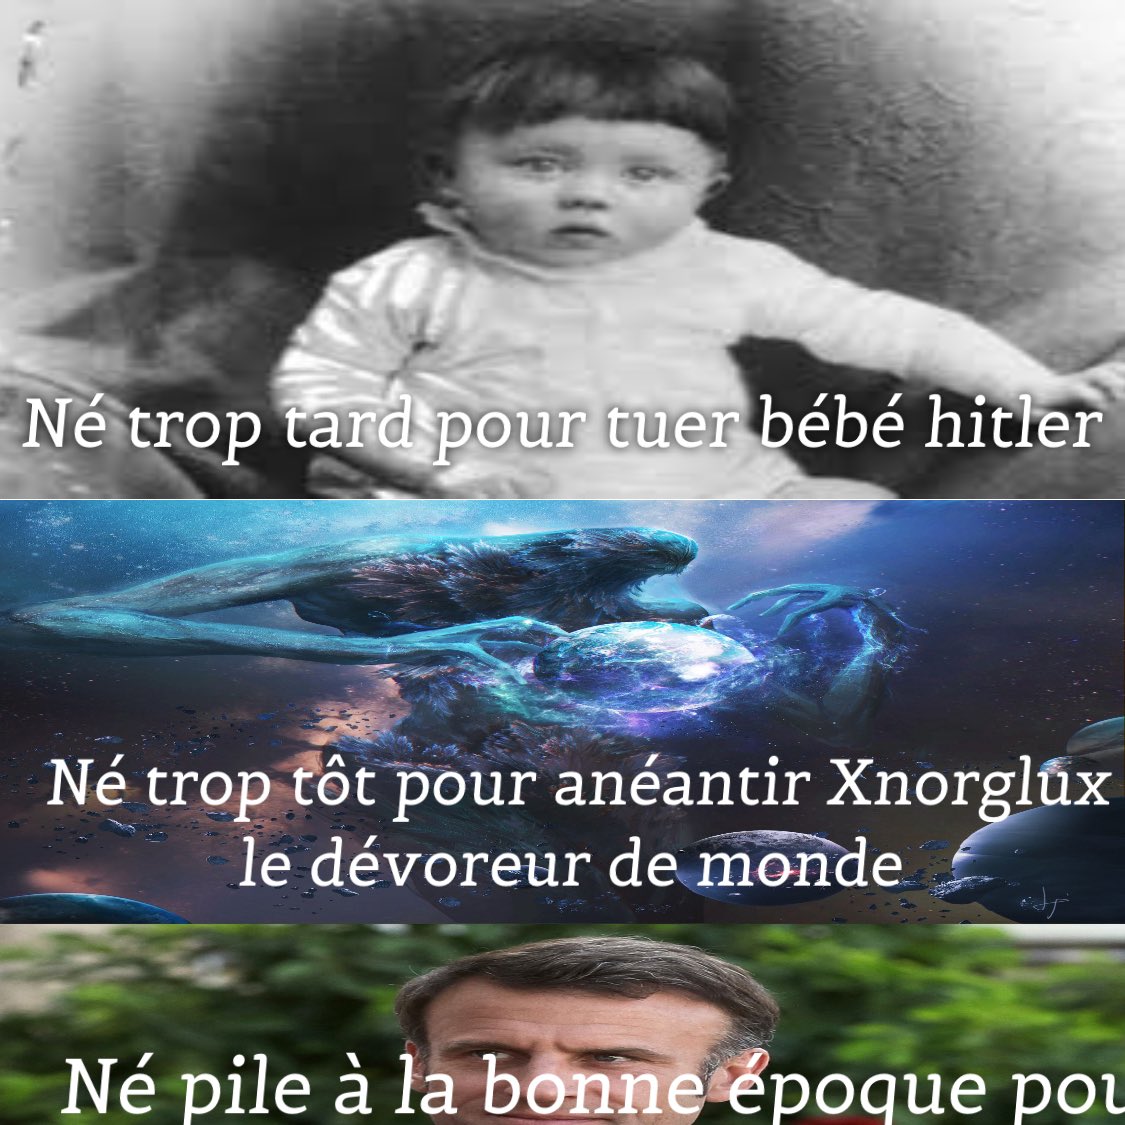 Né trop tard pour tuer bébé hitler
Né trop tôt pour anéantir Xnorglux
le dévoreur de monde
Né pile à la bonne époque pou